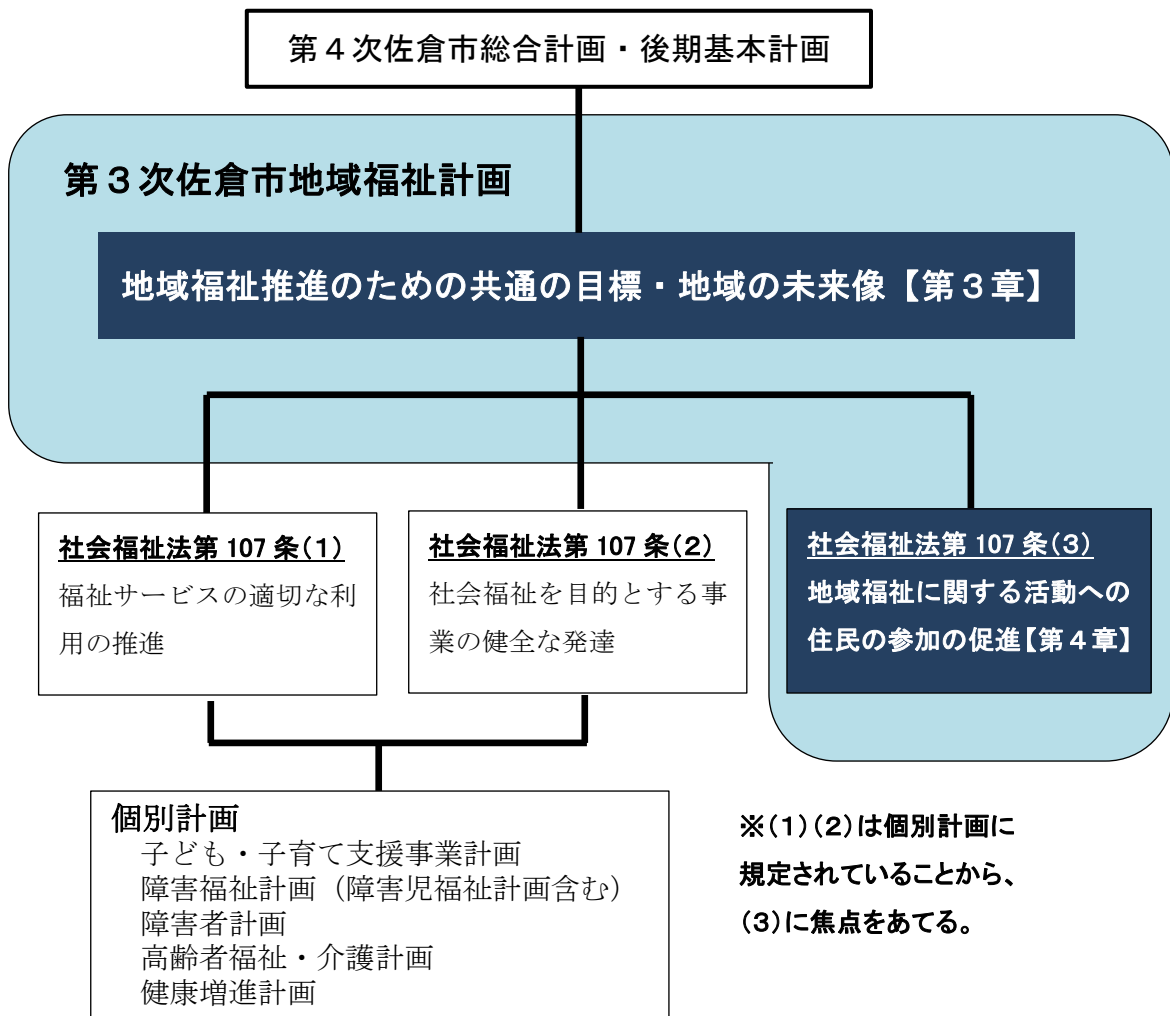 第４次佐倉市総合計画・後期基本計画
第３次佐倉市地域福祉計画
地域福祉推進のための共通の目標・地域の未来像【第３章】
社会福祉法第 107 条（１）
福祉サービスの適切な利
用の推進
社会福祉法第 107 条（２）
社会福祉を目的とする事
業の健全な発達
社会福祉法第 107 条（３）
地域福祉に関する活動への
住民の参加の促進【第４章】
個別計画
子ども・子育て支援事業計画
障害福祉計画（障害児福祉計画含む）
障害者計画
高齢者福祉・介護計画
健康増進計画
※（１）（２）は個別計画に
規定されていることから、
（３）に焦点をあてる。